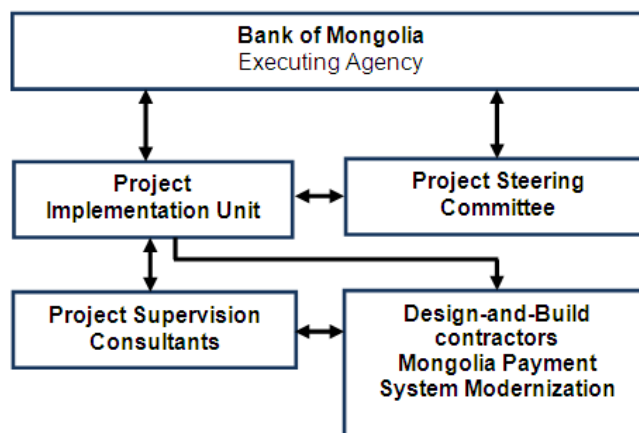 Bank of Mongolia
Executing Agency
Project
Implementation Unit
Project Steering
Committee
Project Supervision
Consultants
Design-and-Build
contractors
Mongolia Payment
System Modernization